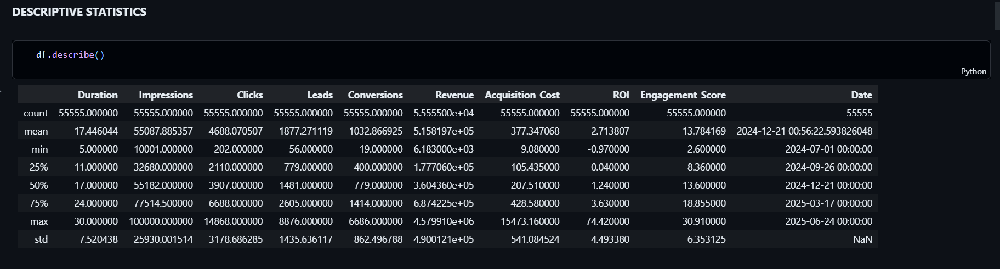 DESCRIPTIVE STATISTICS
df.describe()
Python
Duration Impressions Clicks Leads Conversions Revenue Acquisition_Cost ROI Engagement_Score Date
count 55555.000000 55555.000000 55555.000000 55555.000000 55555.000000 5.555500e+04 55555.000000 55555.000000 55555.000000 55555
mean 17.446044 55087.885357 4688.070507 1877.271119 1032.866925 5.158197e+05 377.347068 2.713807 13.784169 2024-12-21 00:56:22.593826048
min 5.000000 10001.000000 202.000000 56.000000 19.000000 6.183000e+03 9.080000 -0.970000 2.600000 2024-07-01 00:00:00
25% 11.000000 32680.000000 2110.000000 779.000000 400.000000 1.777060e+05 105.435000 0.040000 8.360000 2024-09-26 00:00:00
50% 17.000000 55182.000000 3907.000000 1481.000000 779.000000 3.604360e+05 207.510000 1.240000 13.600000 2024-12-21 00:00:00
75% 24.000000 77514.500000 6688.000000 2605.000000 1414.000000 6.874225e+05 428.580000 3.630000 18.855000 2025-03-17 00:00:00
max 30.000000 100000.000000 14868.000000 8876.000000 6686.000000 4.579910e+06 15473.160000 74.420000 30.910000 2025-06-24 00:00:00
std 7.520438 25930.001514 3178.686285 1435.636117 862.496788 4.900121e+05 541.084524 4.493380 6.353125 NaN